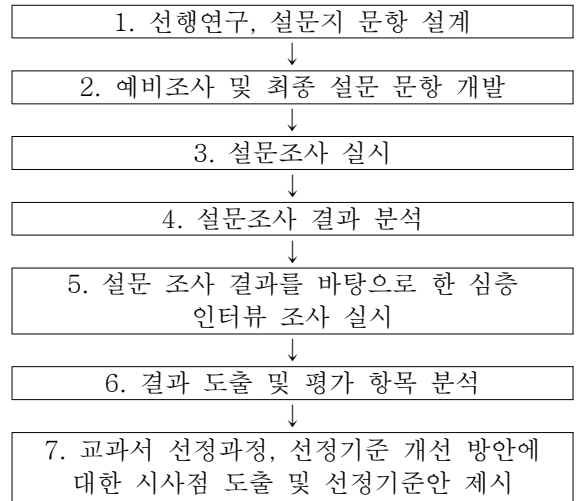 1. 선행연구, 설문지 문항 설계
↓
2. 예비조사 및 최종 설문 문항 개발
↓
3. 설문조사 실시
↓
4. 설문조사 결과 분석
↓
5. 설문 조사 결과를 바탕으로 한 심층
인터뷰 조사 실시
↓
6. 결과 도출 및 평가 항목 분석
↓
7. 교과서 선정과정, 선정기준 개선 방안에
대한 시사점 도출 및 선정기준안 제시